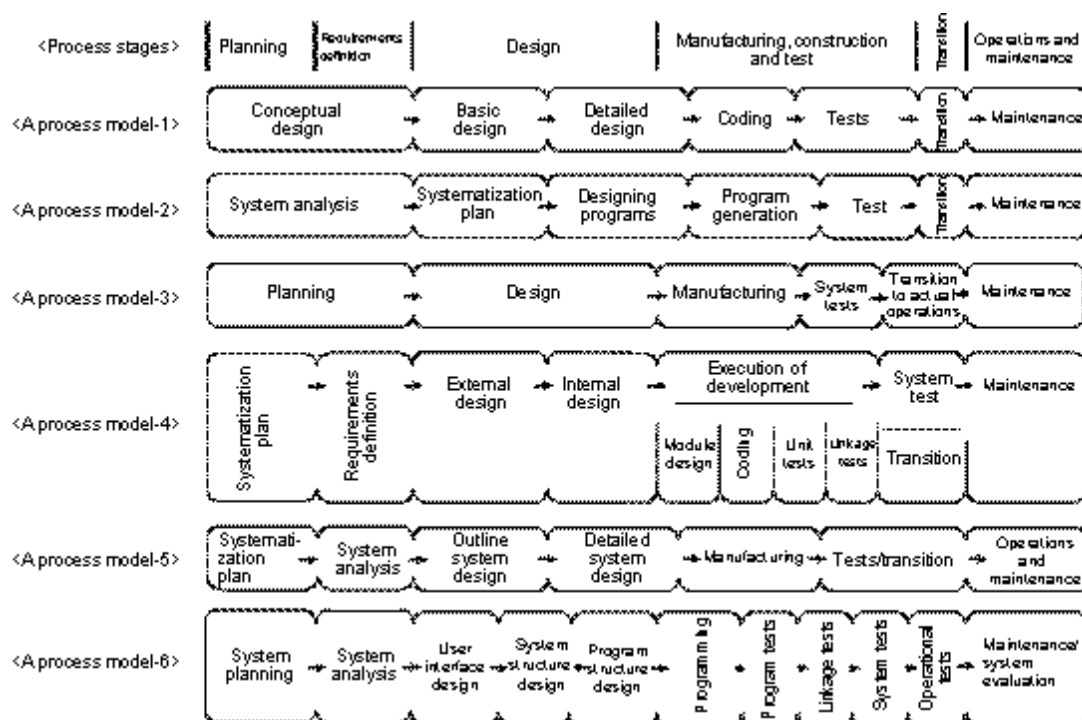 <Process stages>
Planning
Requirements
definition
Design
Manufacturing, construction
and test
Transition
Operations and
maintenance
<A process model-1>
Conceptual
design
Basic
design
Detailed
design
Coding
Tests
Transition
Maintenance
<A process model-2>
System analysis
Systematization
plan
Designing
programs
Program
generation
Test
Transition
Maintenance
<A process model-3>
Planning
Design
Manufacturing
System
tests
Transition
to actual
operations
Maintenance
<A process model-4>
Systematization
plan
Requirements
definition
External
design
Internal
design
Execution of
development
Module
design
Coding
Unit
tests
Linkage
tests
System
test
Transition
Maintenance
<A process model-5>
Systemati-
zation
plan
System
analysis
Outline
system
design
Detailed
system
design
Manufacturing
Tests/transition
Operations
and
maintenance
<A process model-6>
System
planning
System
analysis
User
interface
design
System
structure
design
Program
structure
design
Programming
Program tests
Linkage tests
System tests
Operational
tests
Maintenance/
system
evaluation